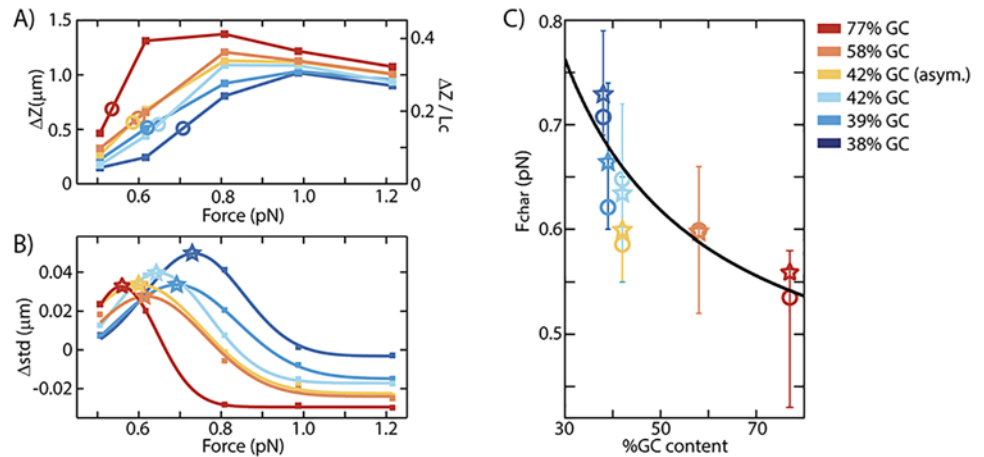 A)
1.5
1.0
0.5
0
ΔZ(μm)
0.4
0.2
0
ΔZ / Lc
0.6 0.8 1.0 1.2
Force (pN)
B)
0.04
0.02
0
-0.02
Δstd (μm)
0.6 0.8 1.0 1.2
Force (pN)
C)
0.8
0.7
0.6
0.5
Fchar (pN)
30 50 70
%GC content
77% GC
58% GC
42% GC (asym.)
42% GC
39% GC
38% GC